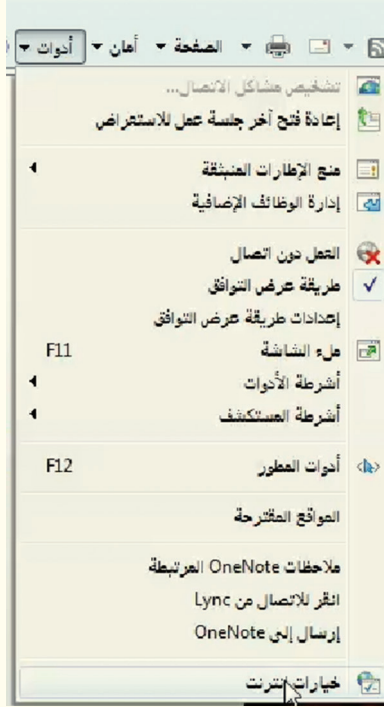 الصفحة أمان أدوات
تشخيص مشاكل الاتصال...
إعادة فتح آخر جلسة عمل للاستعراض
منع الإطارات المنبثقة
إدارة الوظائف الإضافية
العمل دون اتصال
طريقة عرض التوافق
إعدادات طريقة عرض التوافق
ملء الشاشة F11
أشرطة الأدوات
أشرطة المستكشف
أدوات المطور F12
المواقع المقترحة
ملاحظات OneNote المرتبطة
انقر للاتصال من Lync
إرسال إلى OneNote
خيارات إنترنت